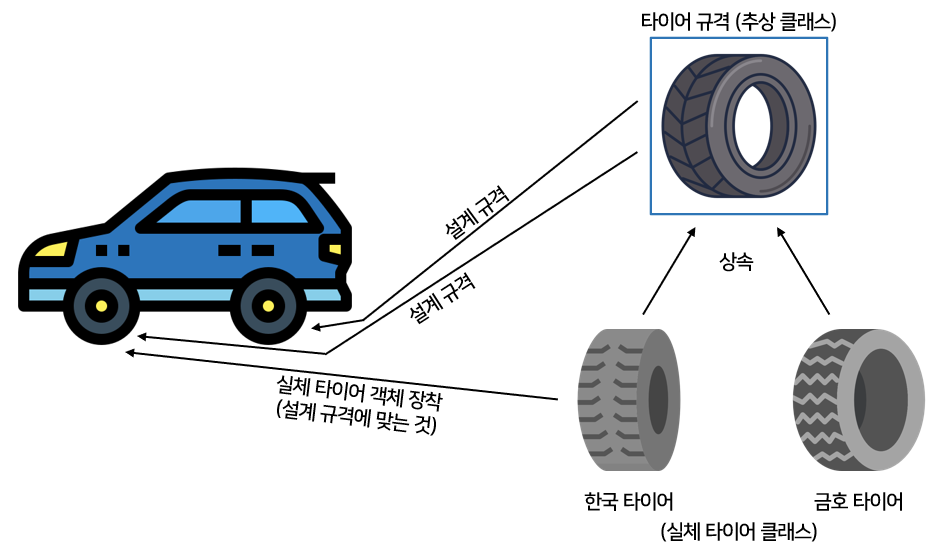 타이어 규격 (추상 클래스)
설계 규격
설계 규격
상속
실체 타이어 객체 장착
(설계 규격에 맞는 것)
한국 타이어
금호 타이어
(실체 타이어 클래스)